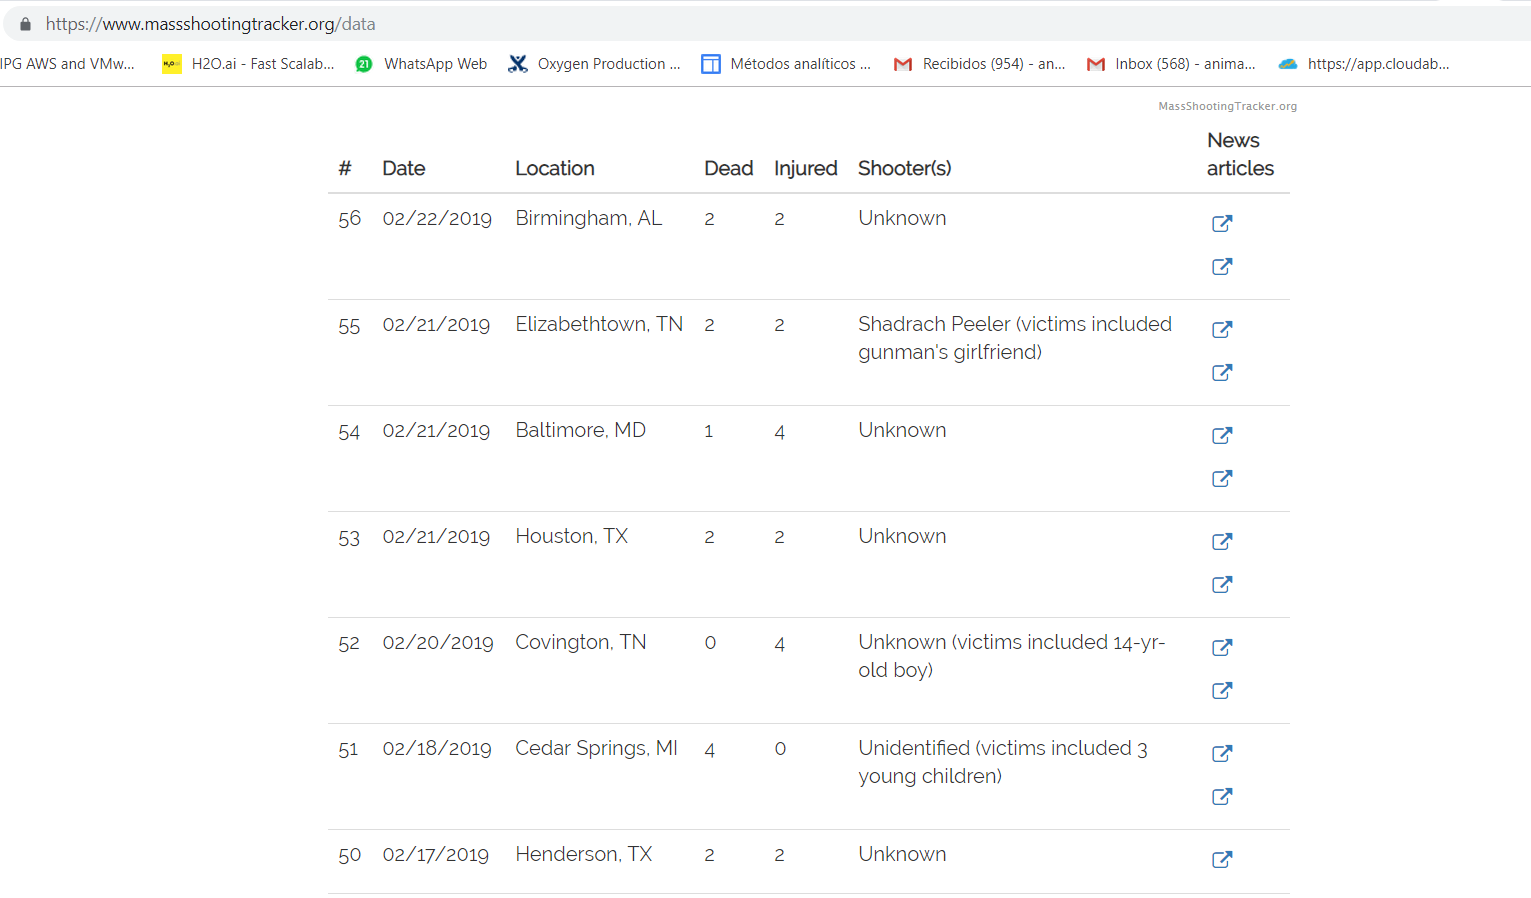 https://www.massshootingtracker.org/data
IPG AWS and VMw... H2O.ai H2O.ai - Fast Scalab... 21 WhatsApp Web Oxygen Production ... Métodos analíticos ... Recibidos (954) - an... Inbox (568) - anima... https://app.cloudab...
MassShootingTracker.org
# Date Location Dead Injured Shooter(s) News articles
56 02/22/2019 Birmingham, AL 2 2 Unknown
55 02/21/2019 Elizabethtown, TN 2 2 Shadrach Peeler (victims included
gunman's girlfriend)
54 02/21/2019 Baltimore, MD 1 4 Unknown
53 02/21/2019 Houston, TX 2 2 Unknown
52 02/20/2019 Covington, TN 0 4 Unknown (victims included 14-yr-
old boy)
51 02/18/2019 Cedar Springs, MI 4 0 Unidentified (victims included 3
young children)
50 02/17/2019 Henderson, TX 2 2 Unknown